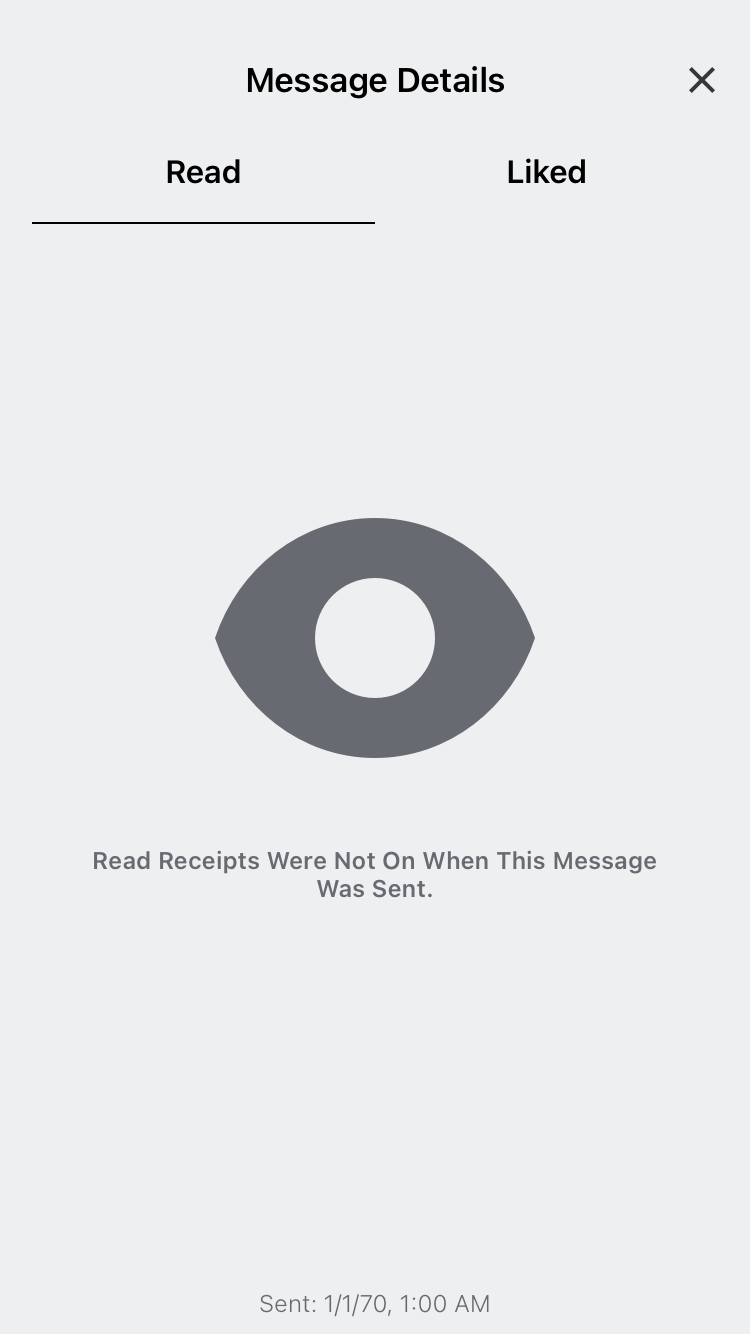 Message Details
Read
Liked
Read Receipts Were Not On When This Message
Was Sent.
Sent: 1/1/70, 1:00 AM